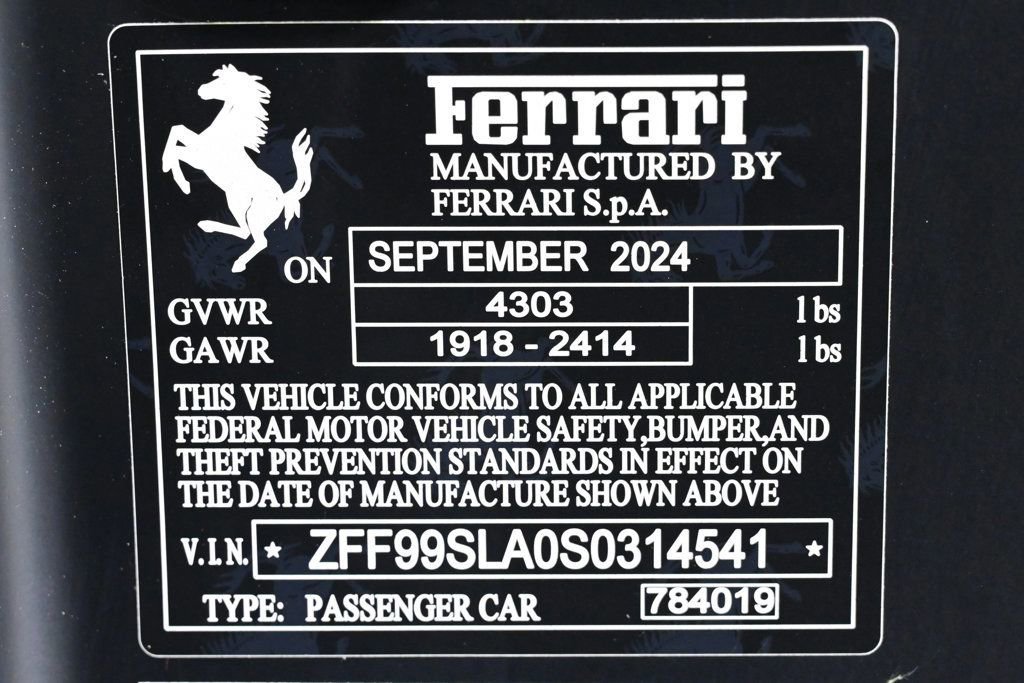 Ferrari
MANUFACTURED BY
FERRARI S.p.A.
ON SEPTEMBER 2024
GVWR 4303 lbs
GAWR 1918 - 2414 lbs
THIS VEHICLE CONFORMS TO ALL APPLICABLE
FEDERAL MOTOR VEHICLE SAFETY,BUMPER,AND
THEFT PREVENTION STANDARDS IN EFFECT ON
THE DATE OF MANUFACTURE SHOWN ABOVE
V.I.N. ★ ZFF99SLA0S0314541 ★
TYPE: PASSENGER CAR 784019